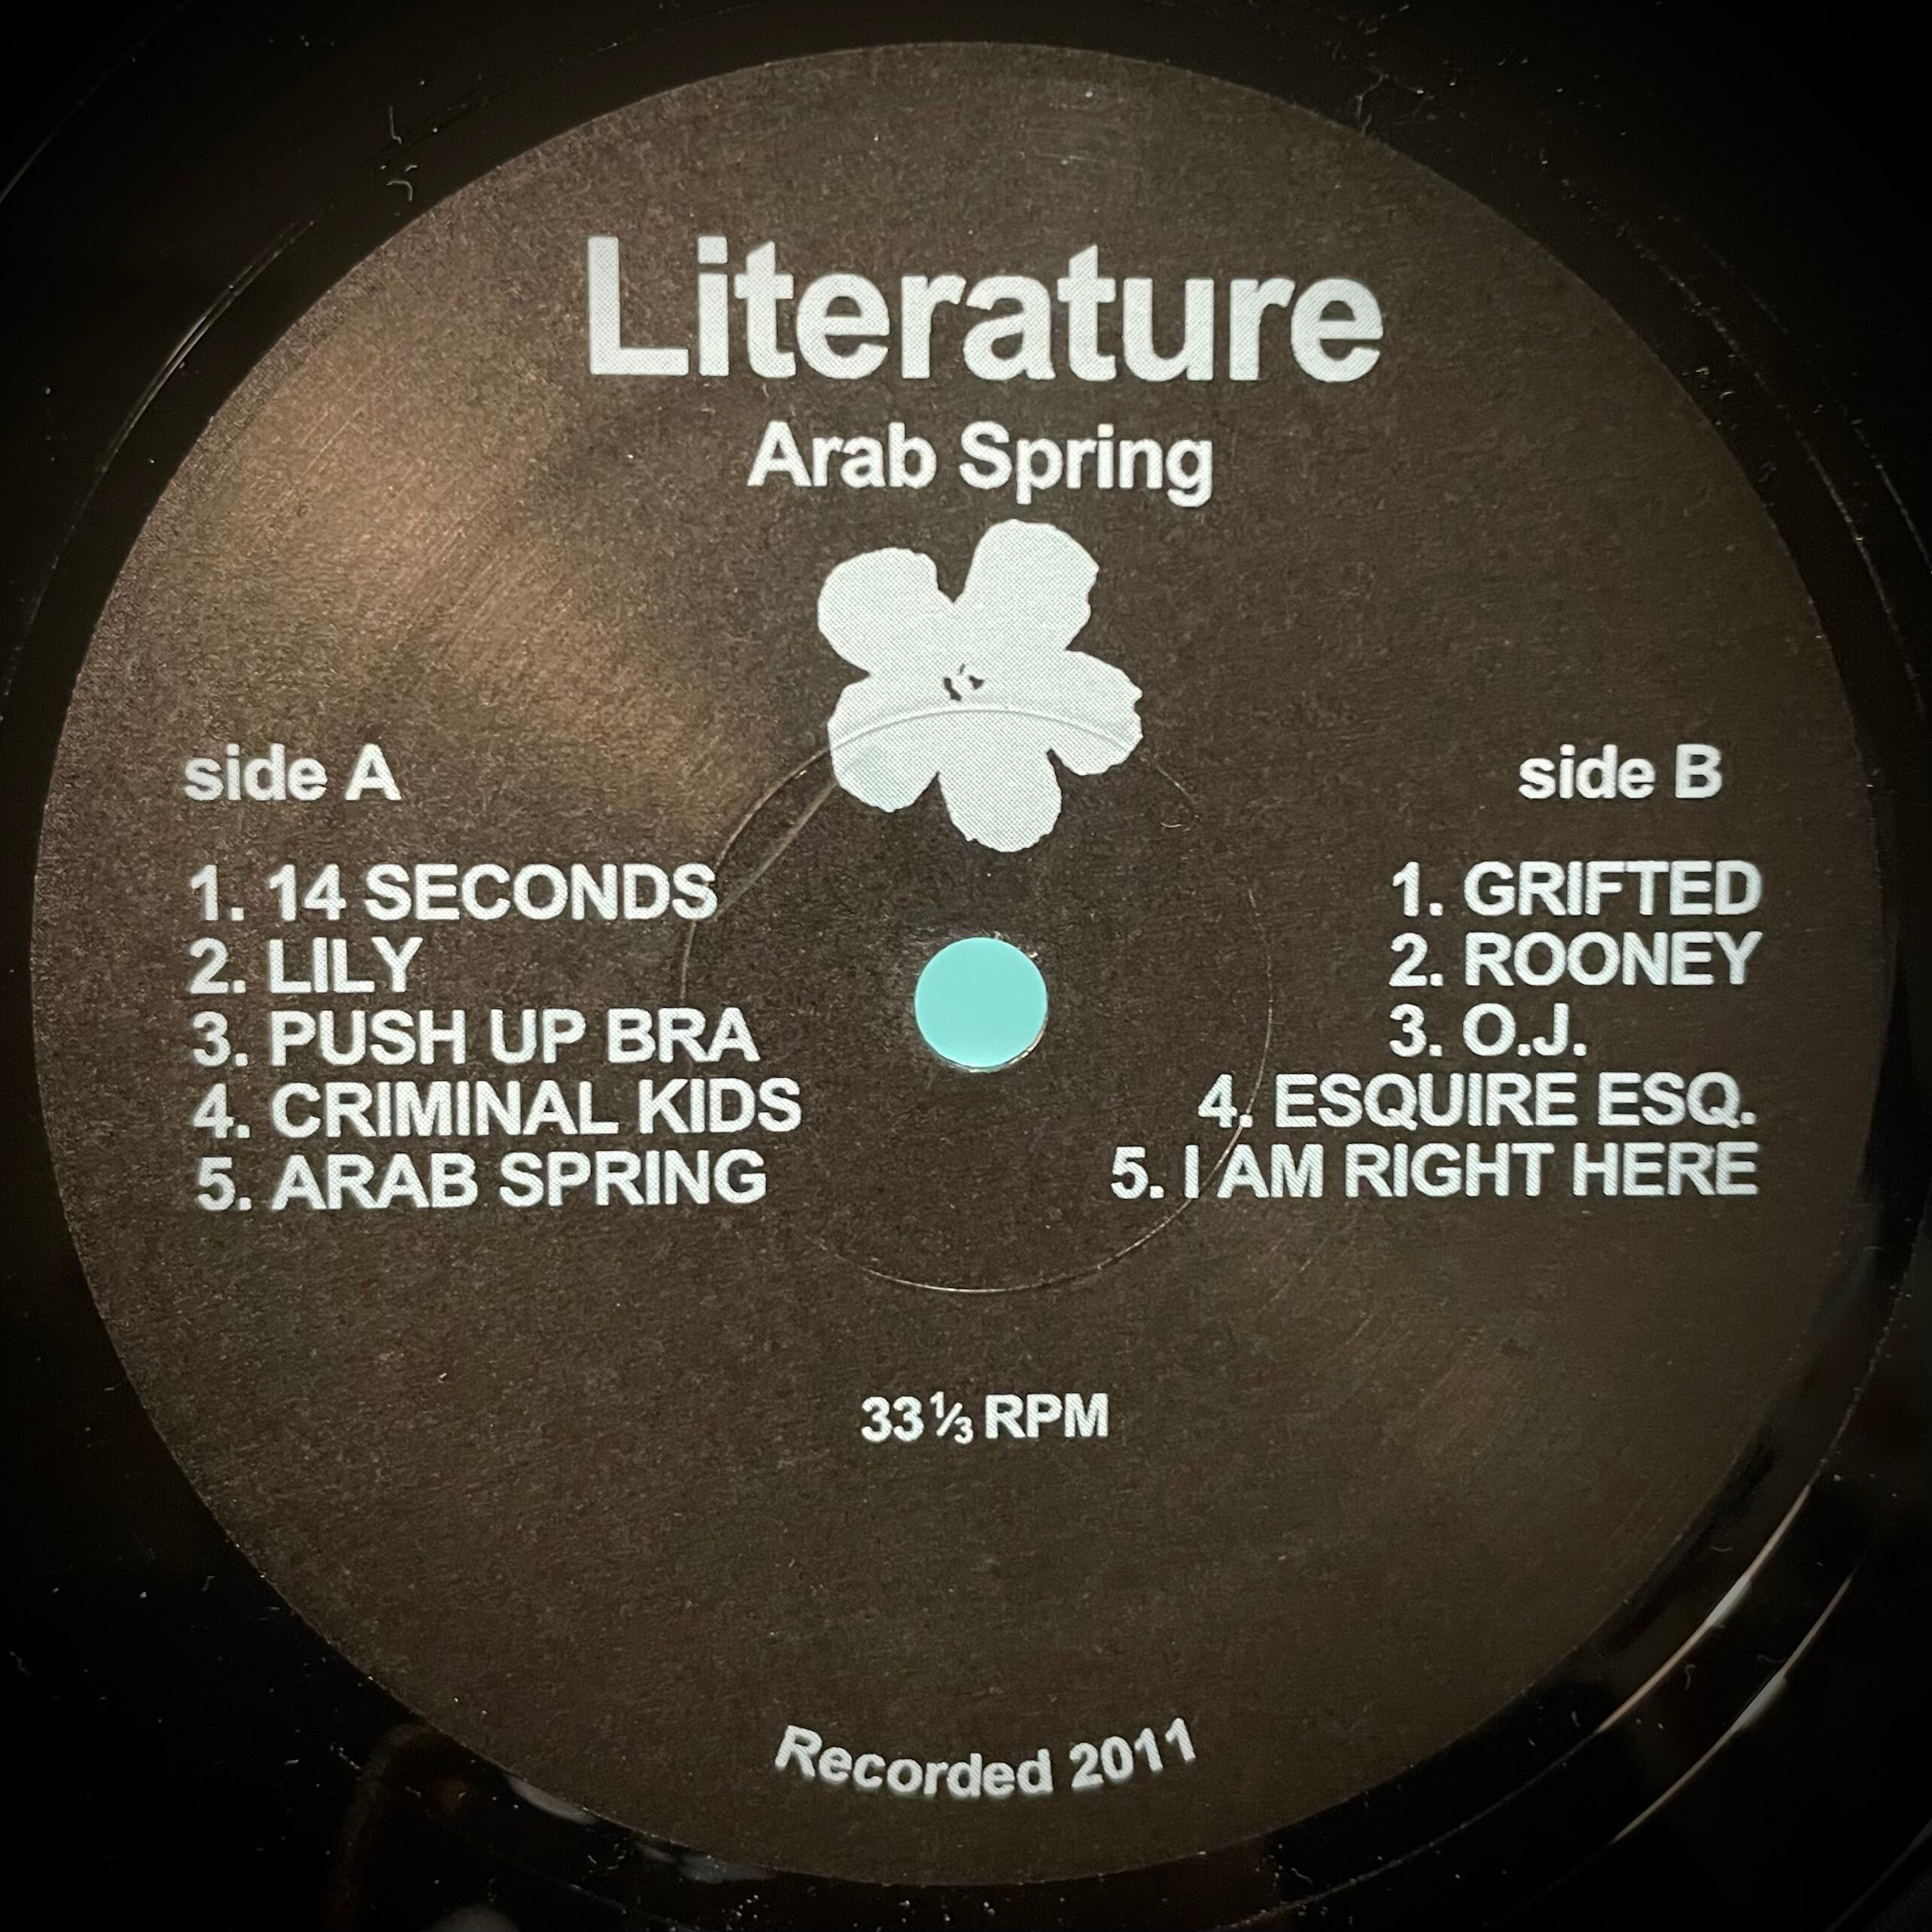 Literature
Arab Spring
side A
1. 14 SECONDS
2. LILY
3. PUSH UP BRA
4. CRIMINAL KIDS
5. ARAB SPRING
side B
1. GRIFTED
2. ROONEY
3. O.J.
4. ESQUIRE ESQ.
5. I AM RIGHT HERE
33⅓ RPM
Recorded 2011